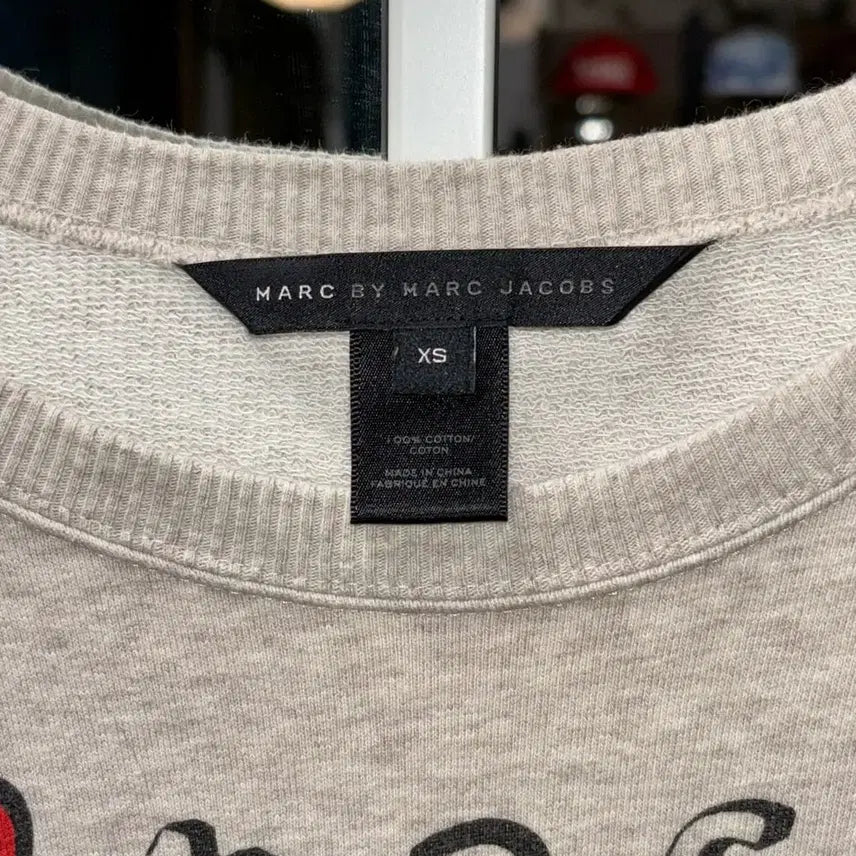 MARC BY MARC JACOBS
XS
100% COTTON/
COTON
MADE IN CHINA
FABRIQUÉ EN CHINE